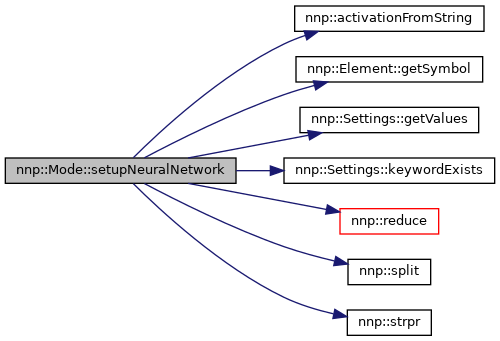 nnp::activationFromString
nnp::Element::getSymbol
nnp::Settings::getValues
nnp::Mode::setupNeuralNetwork
nnp::Settings::keywordExists
nnp::reduce
nnp::split
nnp::strpr